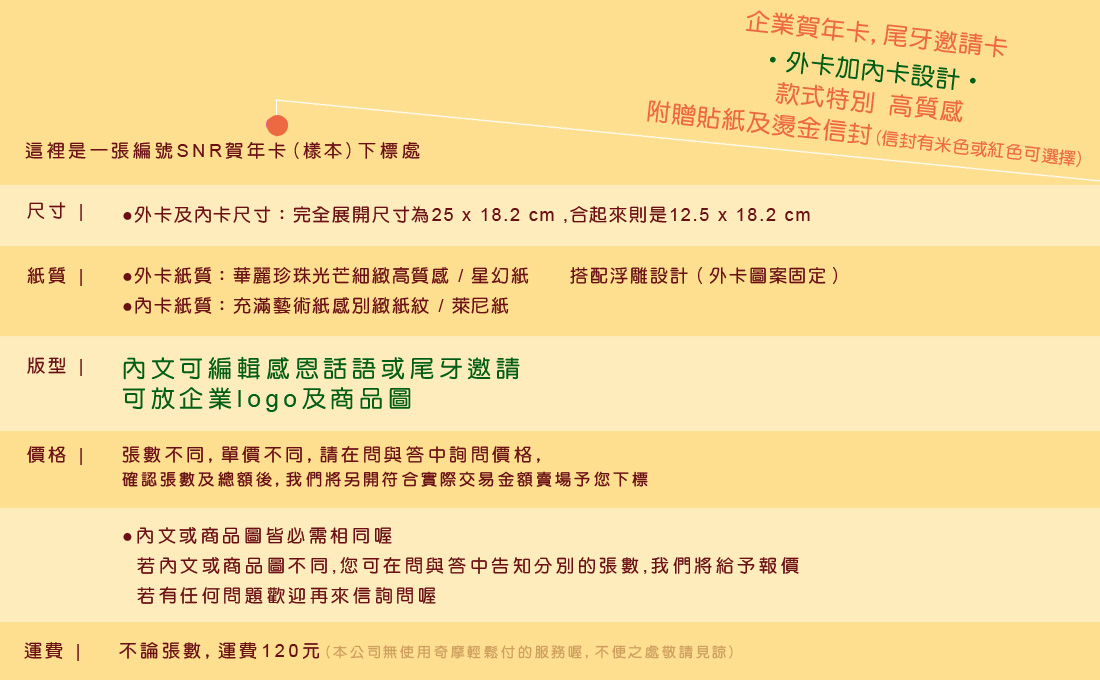 企業賀年卡, 尾牙邀請卡
•外卡加內卡設計•
款式特別 高質感
附贈貼紙及燙金信封(信封有米色或紅色可選擇)
這裡是一張編號SNR賀年卡(樣本)下標處
尺寸 | ●外卡及內卡尺寸：完全展開尺寸為25 x 18.2 cm ,合起來則是12.5 x 18.2 cm
紙質 | ●外卡紙質：華麗珍珠光芒細緻高質感 / 星幻紙 搭配浮雕設計 ( 外卡圖案固定 )
●內卡紙質：充滿藝術紙感別緻紙紋 / 萊尼紙
版型 | 內文可編輯感恩話語或尾牙邀請
可放企業logo及商品圖
價格 | 張數不同, 單價不同, 請在問與答中詢問價格,
確認張數及總額後, 我們將另開符合實際交易金額賣場予您下標
●內文或商品圖皆必需相同喔
若內文或商品圖不同,您可在問與答中告知分別的張數,我們將給予報價
若有任何問題歡迎再來信詢問喔
運費 | 不論張數, 運費120元(本公司無使用奇摩輕鬆付的服務喔, 不便之處敬請見諒)